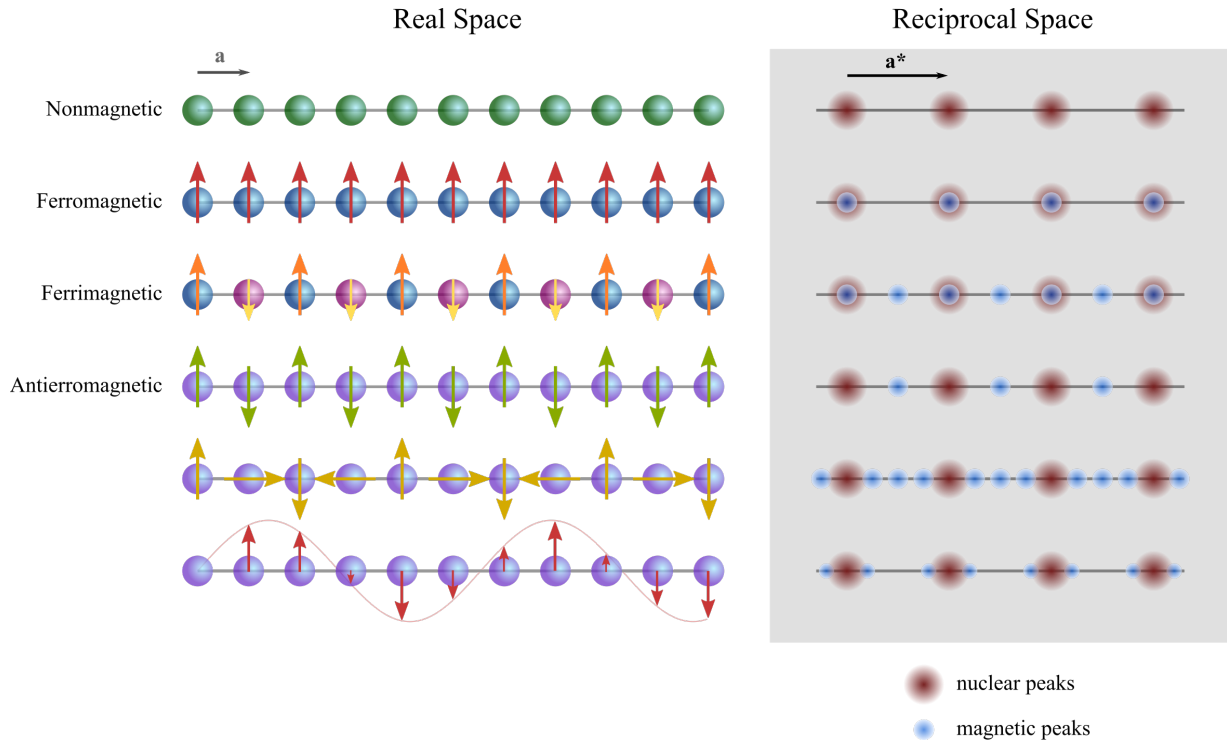 Real Space
Reciprocal Space
a
a*
Nonmagnetic
Ferromagnetic
Ferrimagnetic
Antierromagnetic
nuclear peaks
magnetic peaks